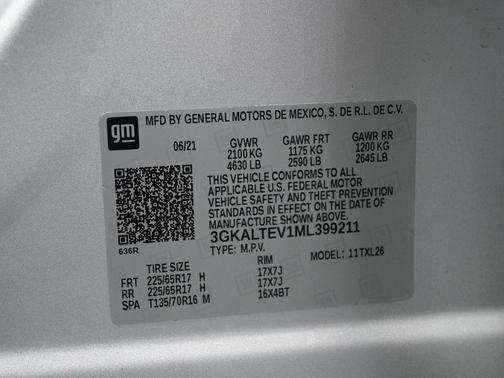 gm
MFD BY GENERAL MOTORS DE MEXICO, S. DE R.L. DE C.V.
06/21 GVWR GAWR FRT GAWR RR
2100 KG 1175 KG 1200 KG
4630 LB 2590 LB 2645 LB
THIS VEHICLE CONFORMS TO ALL
APPLICABLE U.S. FEDERAL MOTOR
VEHICLE SAFETY AND THEFT PREVENTION
STANDARDS IN EFFECT ON THE DATE OF
MANUFACTURE SHOWN ABOVE.
3GKALTEV1ML399211
636R
TYPE: M.P.V. MODEL: 11TXL26
TIRE SIZE RIM
FRT 225/65R17 H 17X7J
RR 225/65R17 H 17X7J
SPA T135/70R16 M 16X4BT